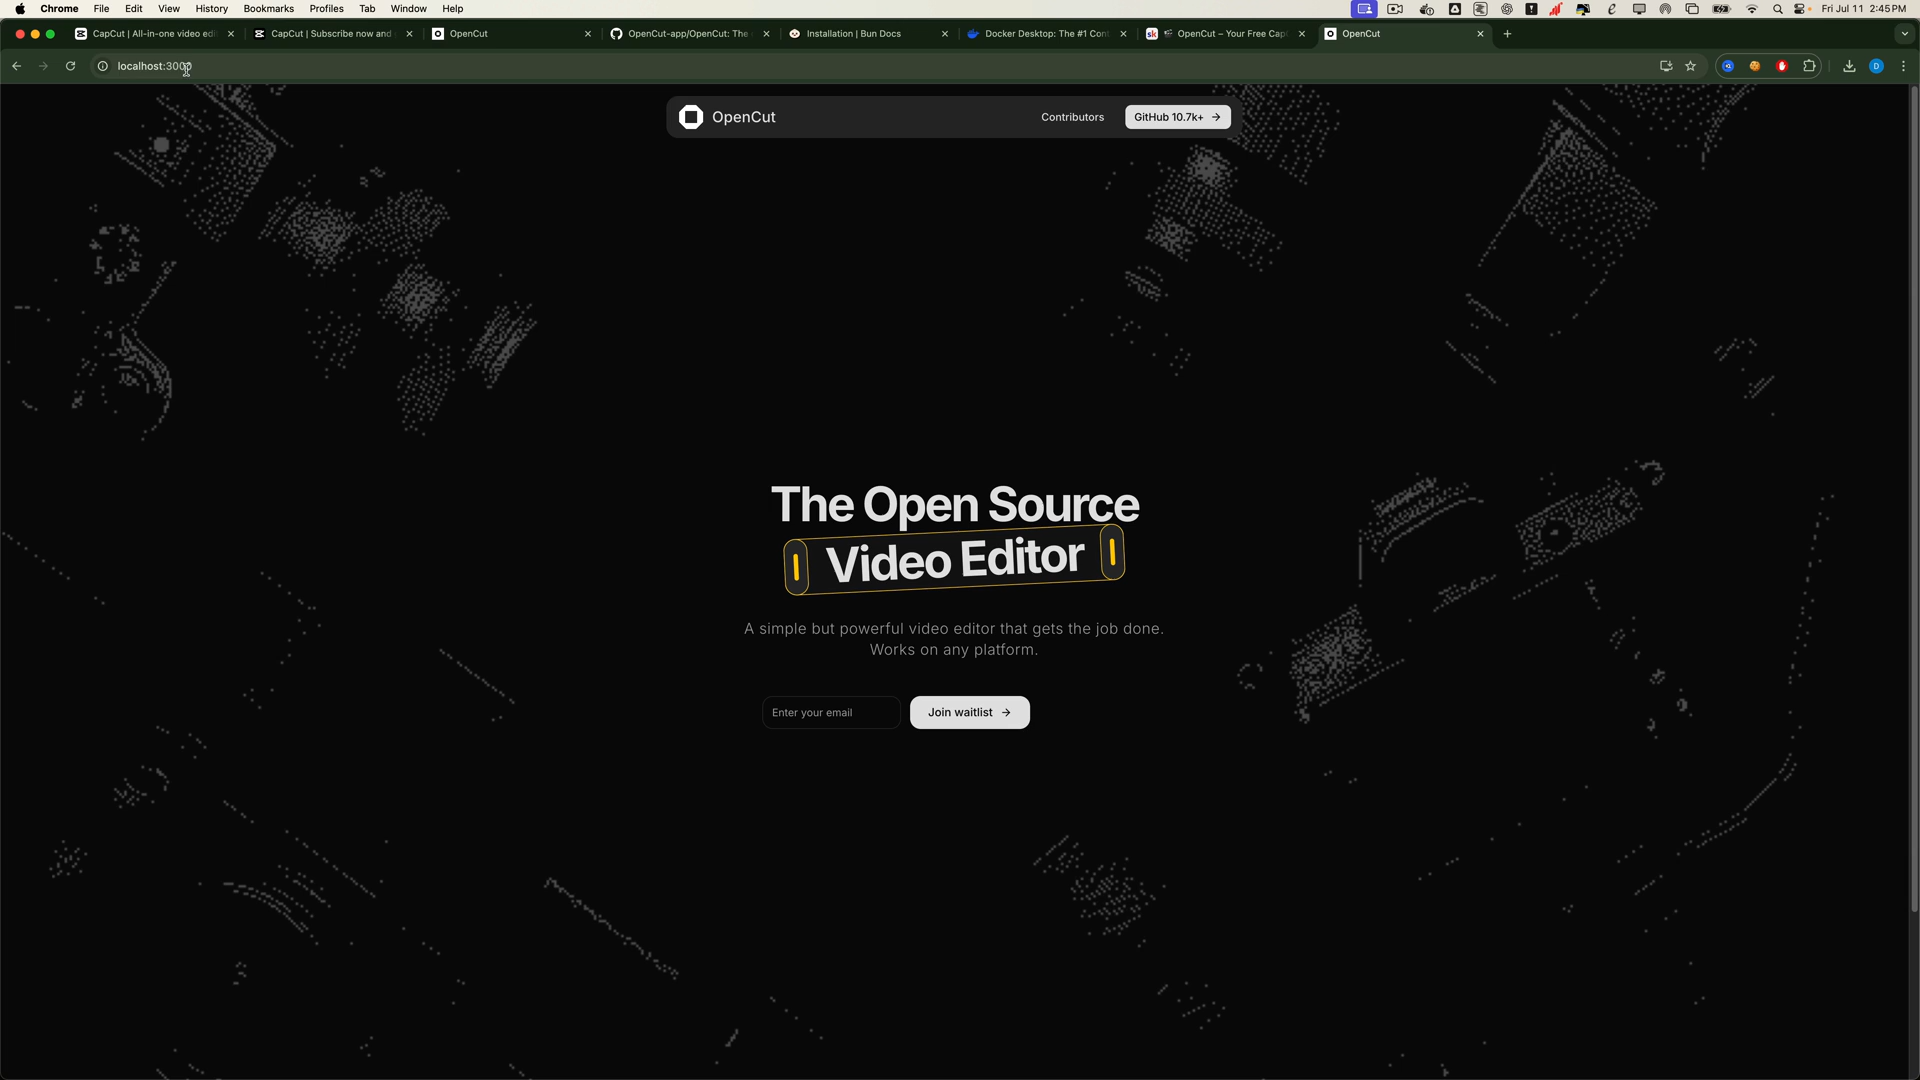 Chrome File Edit View History Bookmarks Profiles Tab Window Help Fri Jul 11 2:45 PM
CapCut | All-in-one video edi CapCut | Subscribe now and OpenCut OpenCut-app/OpenCut: The Installation | Bun Docs Docker Desktop: The #1 Con OpenCut – Your Free Cap OpenCut
localhost:3000
OpenCut Contributors GitHub 10.7k+
The Open Source
Video Editor
A simple but powerful video editor that gets the job done.
Works on any platform.
Enter your email Join waitlist